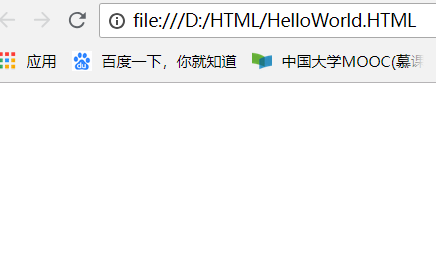 file:///D:/HTML/HelloWorld.HTML
应用 百度一下，你就知道 中国大学MOOC(慕课